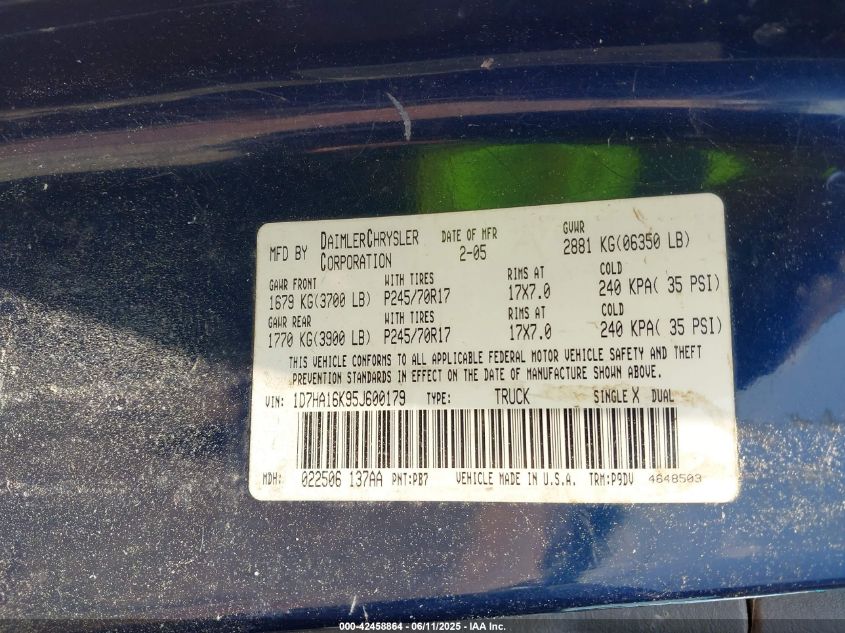 MFD BY DAIMLERCHRYSLER CORPORATION DATE OF MFR 2-05 GVWR 2881 KG(06350 LB)
GAWR FRONT WITH TIRES RIMS AT COLD
1679 KG(3700 LB) P245/70R17 17X7.0 240 KPA( 35 PSI)
GAWR REAR WITH TIRES RIMS AT COLD
1770 KG(3900 LB) P245/70R17 17X7.0 240 KPA( 35 PSI)
THIS VEHICLE CONFORMS TO ALL APPLICABLE FEDERAL MOTOR VEHICLE SAFETY AND THEFT
PREVENTION STANDARDS IN EFFECT ON THE DATE OF MANUFACTURE SHOWN ABOVE.
VIN: 1D7HA16K95J600179 TYPE: TRUCK SINGLE X DUAL
MDH: 022506 137AA PNT:PB7 VEHICLE MADE IN U.S.A. TRM:P9DV 4648503
000-42458864 - 06/11/2025 - IAA Inc.